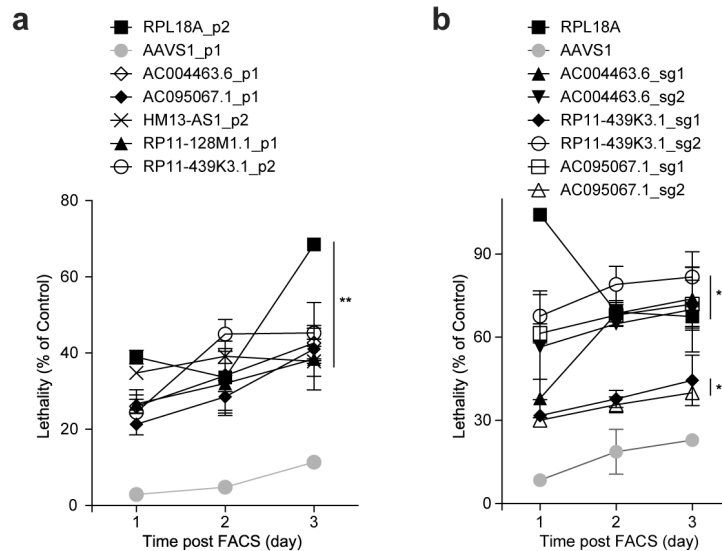 a
RPL18A_p2
AAVS1_p1
AC004463.6_p1
AC095067.1_p1
HM13-AS1_p2
RP11-128M1.1_p1
RP11-439K3.1_p2
80
60
40
20
0
Lethality (% of Control)
**
1 2 3
Time post FACS (day)
b
RPL18A
AAVS1
AC004463.6_sg1
AC004463.6_sg2
RP11-439K3.1_sg1
RP11-439K3.1_sg2
AC095067.1_sg1
AC095067.1_sg2
90
60
30
0
Lethality (% of Control)
*
*
1 2 3
Time post FACS (day)